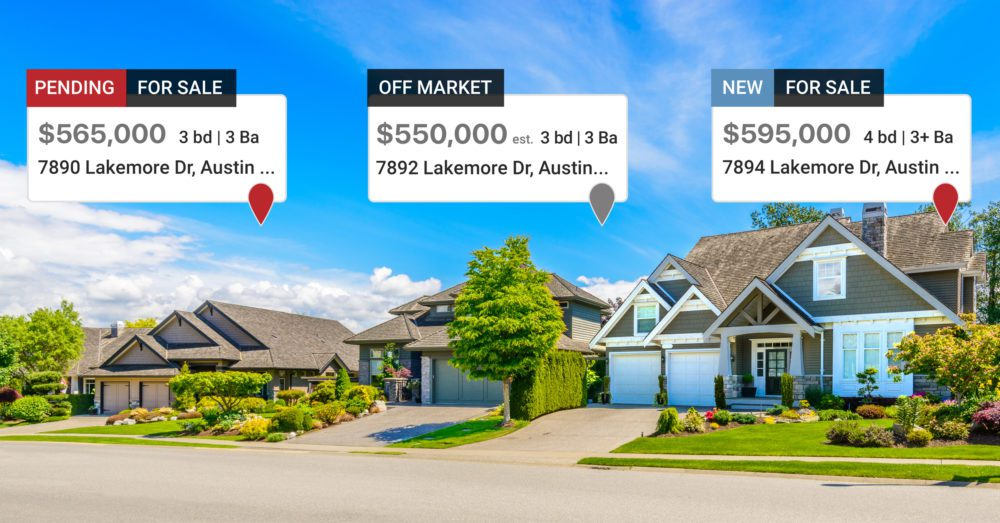 PENDING FOR SALE
$565,000 3 bd | 3 Ba
7890 Lakemore Dr, Austin ...
OFF MARKET
$550,000 est. 3 bd | 3 Ba
7892 Lakemore Dr, Austin...
NEW FOR SALE
$595,000 4 bd | 3+ Ba
7894 Lakemore Dr, Austin ...